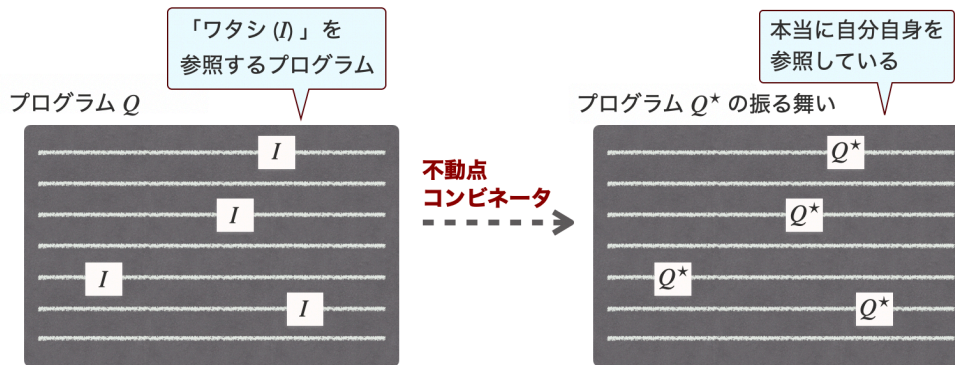 「ワタシ (I) 」を
参照するプログラム
プログラム Q
I
I
I
I
不動点
コンビネータ
本当に自分自身を
参照している
プログラム Q★ の振る舞い
Q★
Q★
Q★
Q★